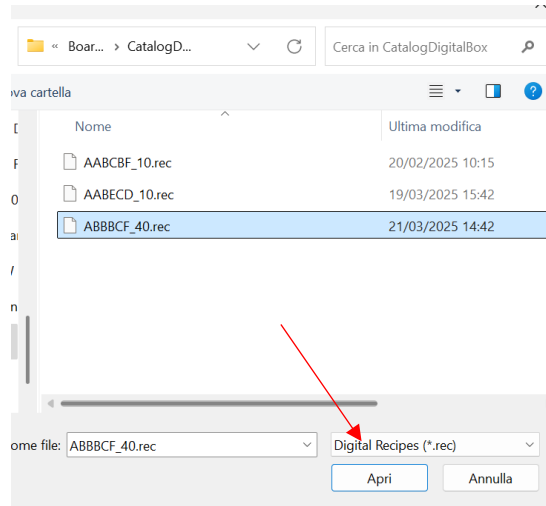 « Boar... > CatalogD...
Cerca in CatalogDigitalBox
ova cartella
Nome Ultima modifica
AABCBF_10.rec 20/02/2025 10:15
AABECD_10.rec 19/03/2025 15:42
ABBBCF_40.rec 21/03/2025 14:42
ome file: ABBBCF_40.rec Digital Recipes (*.rec)
Apri Annulla